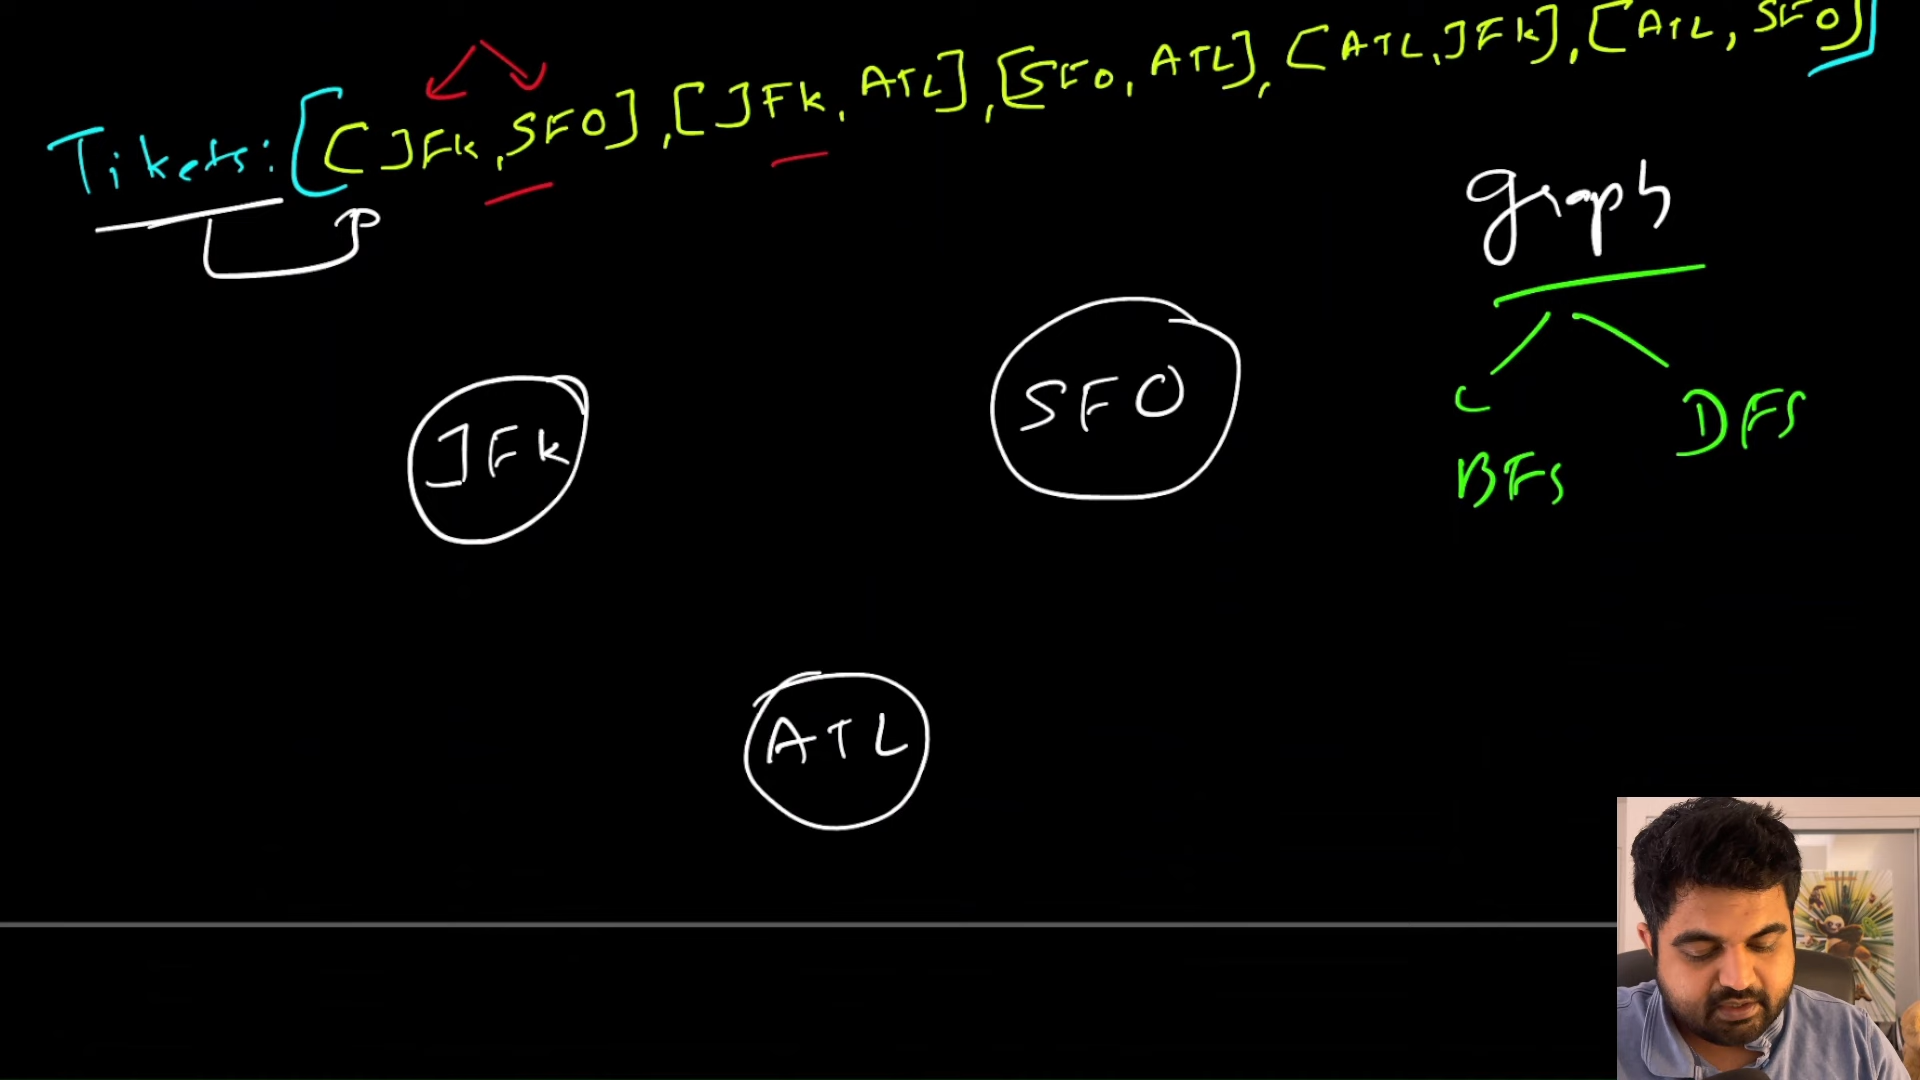 Tikets: [[JFk, SFO], [JFk, ATL], [SFO, ATL], [ATL, JFk], [ATL, SFO]]
graph
JFk
SFO
BFS
DFS
ATL